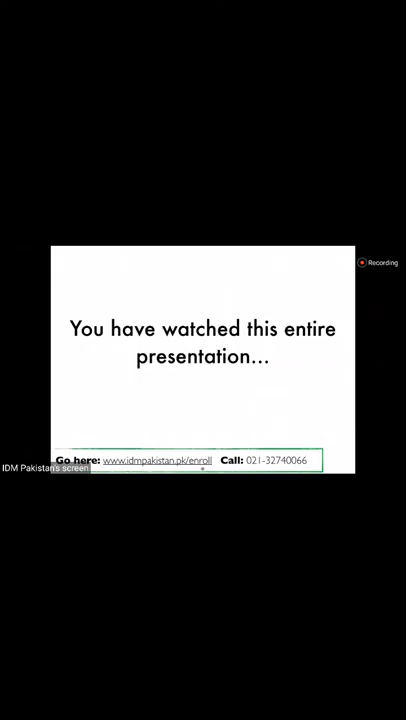 Recording
You have watched this entire
presentation...
Go here: www.idmpakistan.pk/enroll Call: 021-32740066
IDM Pakistan's screen